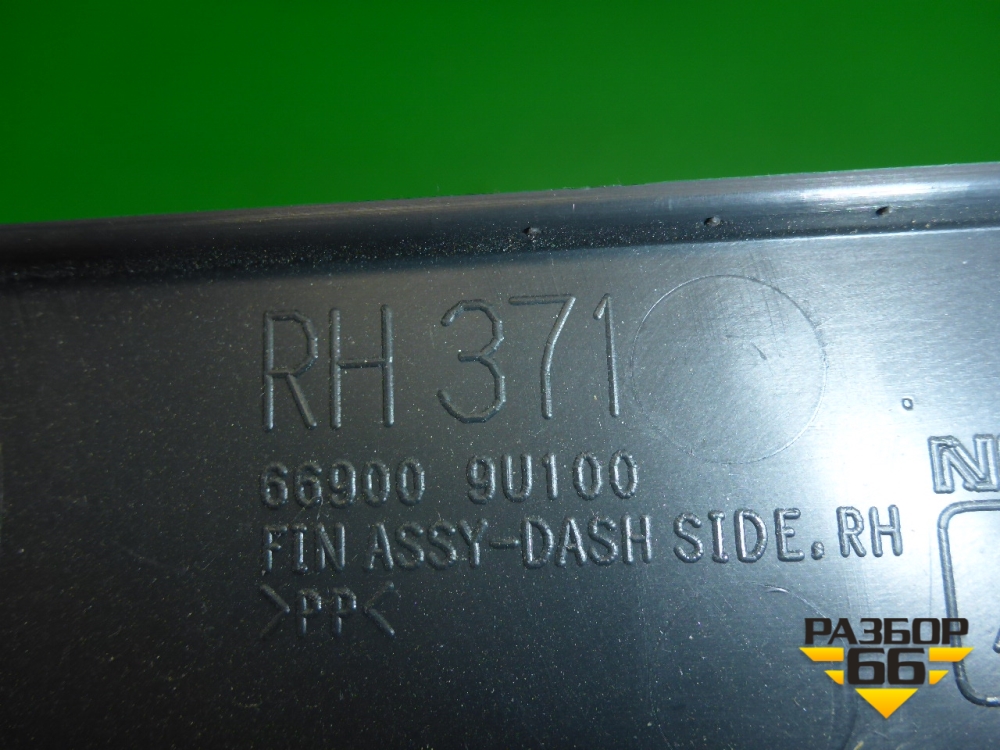 RH 371
66900 9U100
FIN ASSY-DASH SIDE.RH
>PP<
РАЗБОР
66